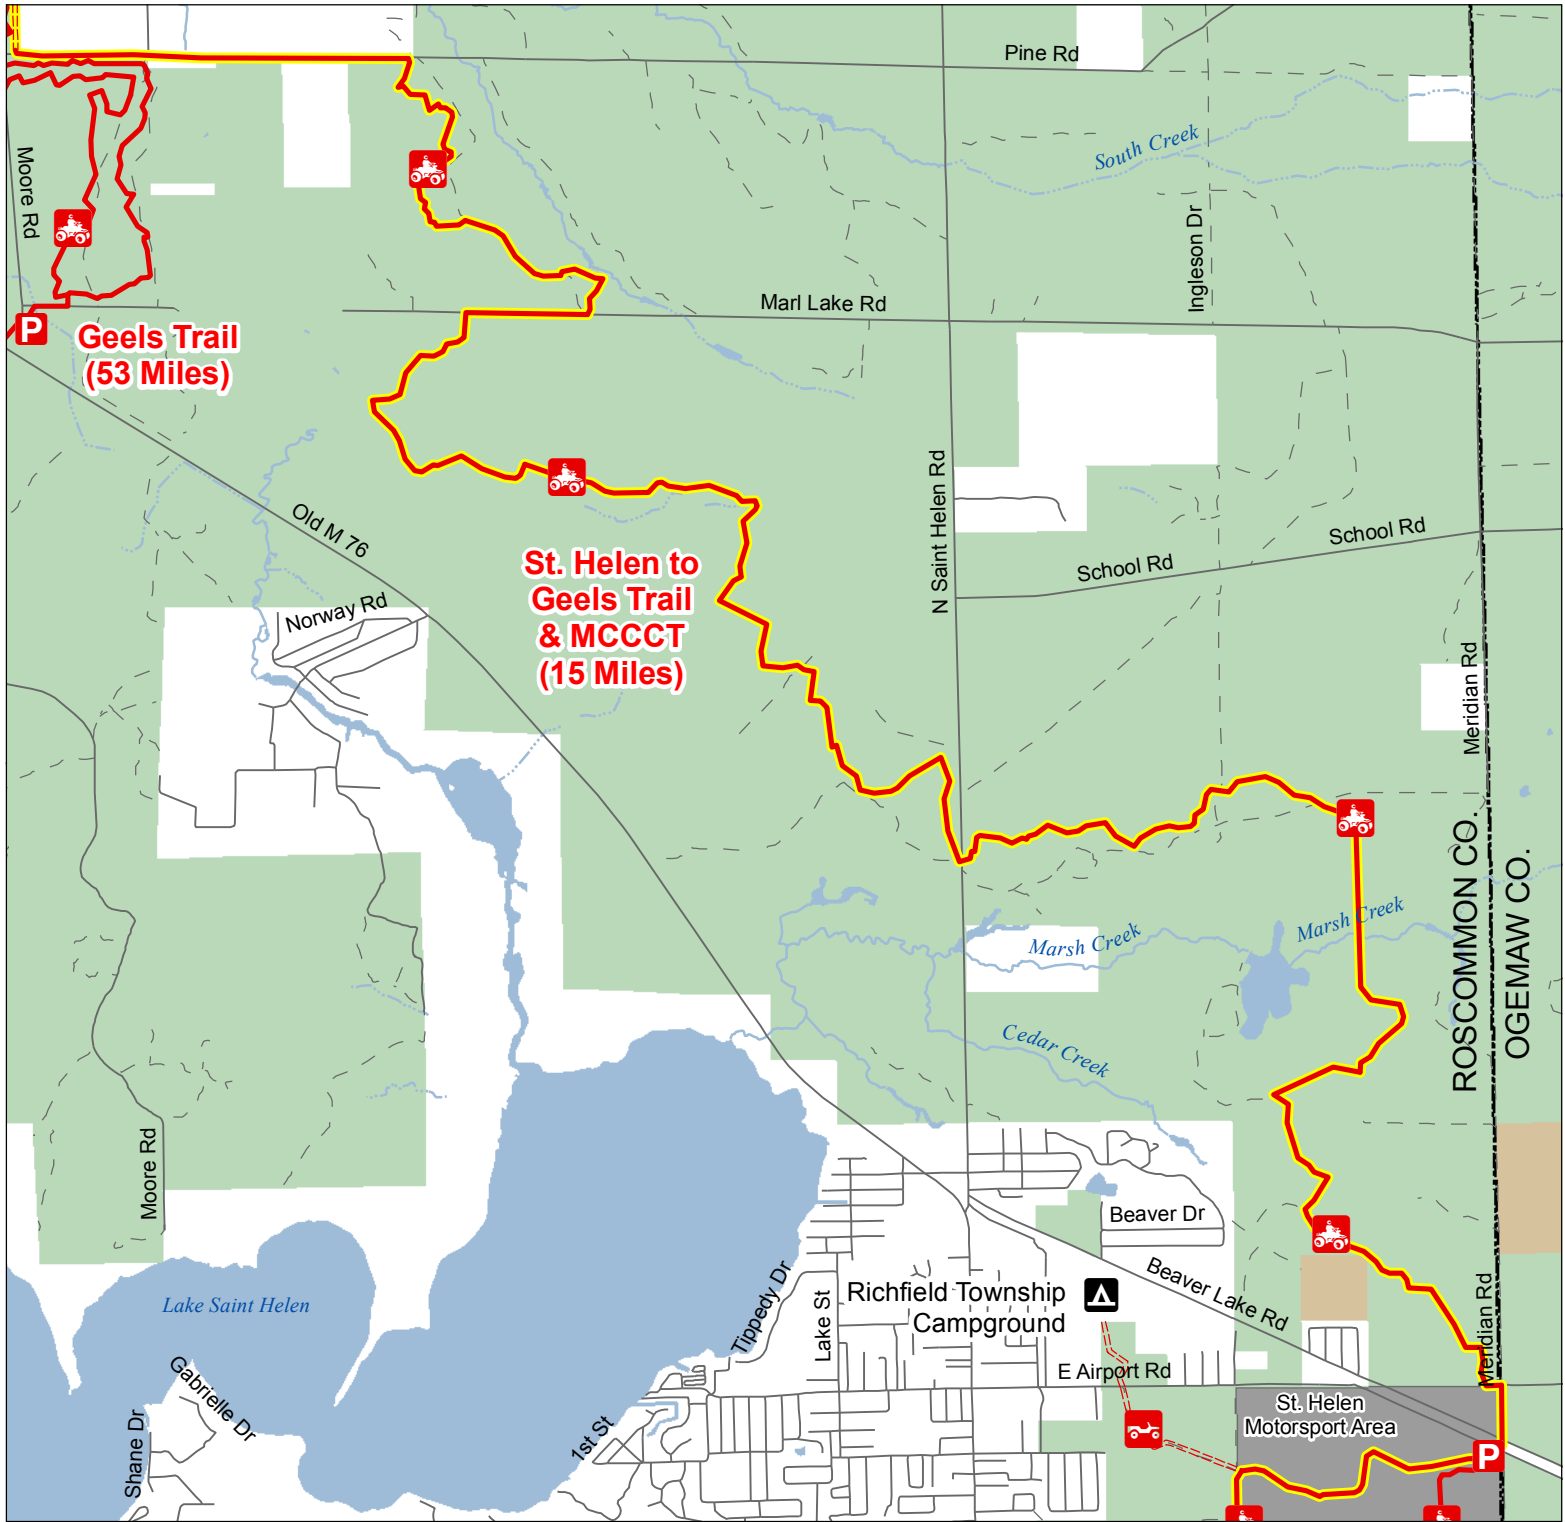 Pine Rd
South Creek
Moore Rd
Ingleson Dr
Marl Lake Rd
P
Geels Trail
(53 Miles)
N Saint Helen Rd
Old M 76
School Rd
School Rd
St. Helen to
Geels Trail
& MCCCT
(15 Miles)
Norway Rd
Meridian Rd
ROSCOMMON CO.
OGEMAW CO.
Marsh Creek
Marsh Creek
Cedar Creek
Moore Rd
Beaver Dr
Beaver Lake Rd
Richfield Township
Campground
Lake Saint Helen
Tippedy Dr
Lake St
Meridian Rd
E Airport Rd
Gabrielle Dr
St. Helen
Motorsport Area
Shane Dr
1st St
P